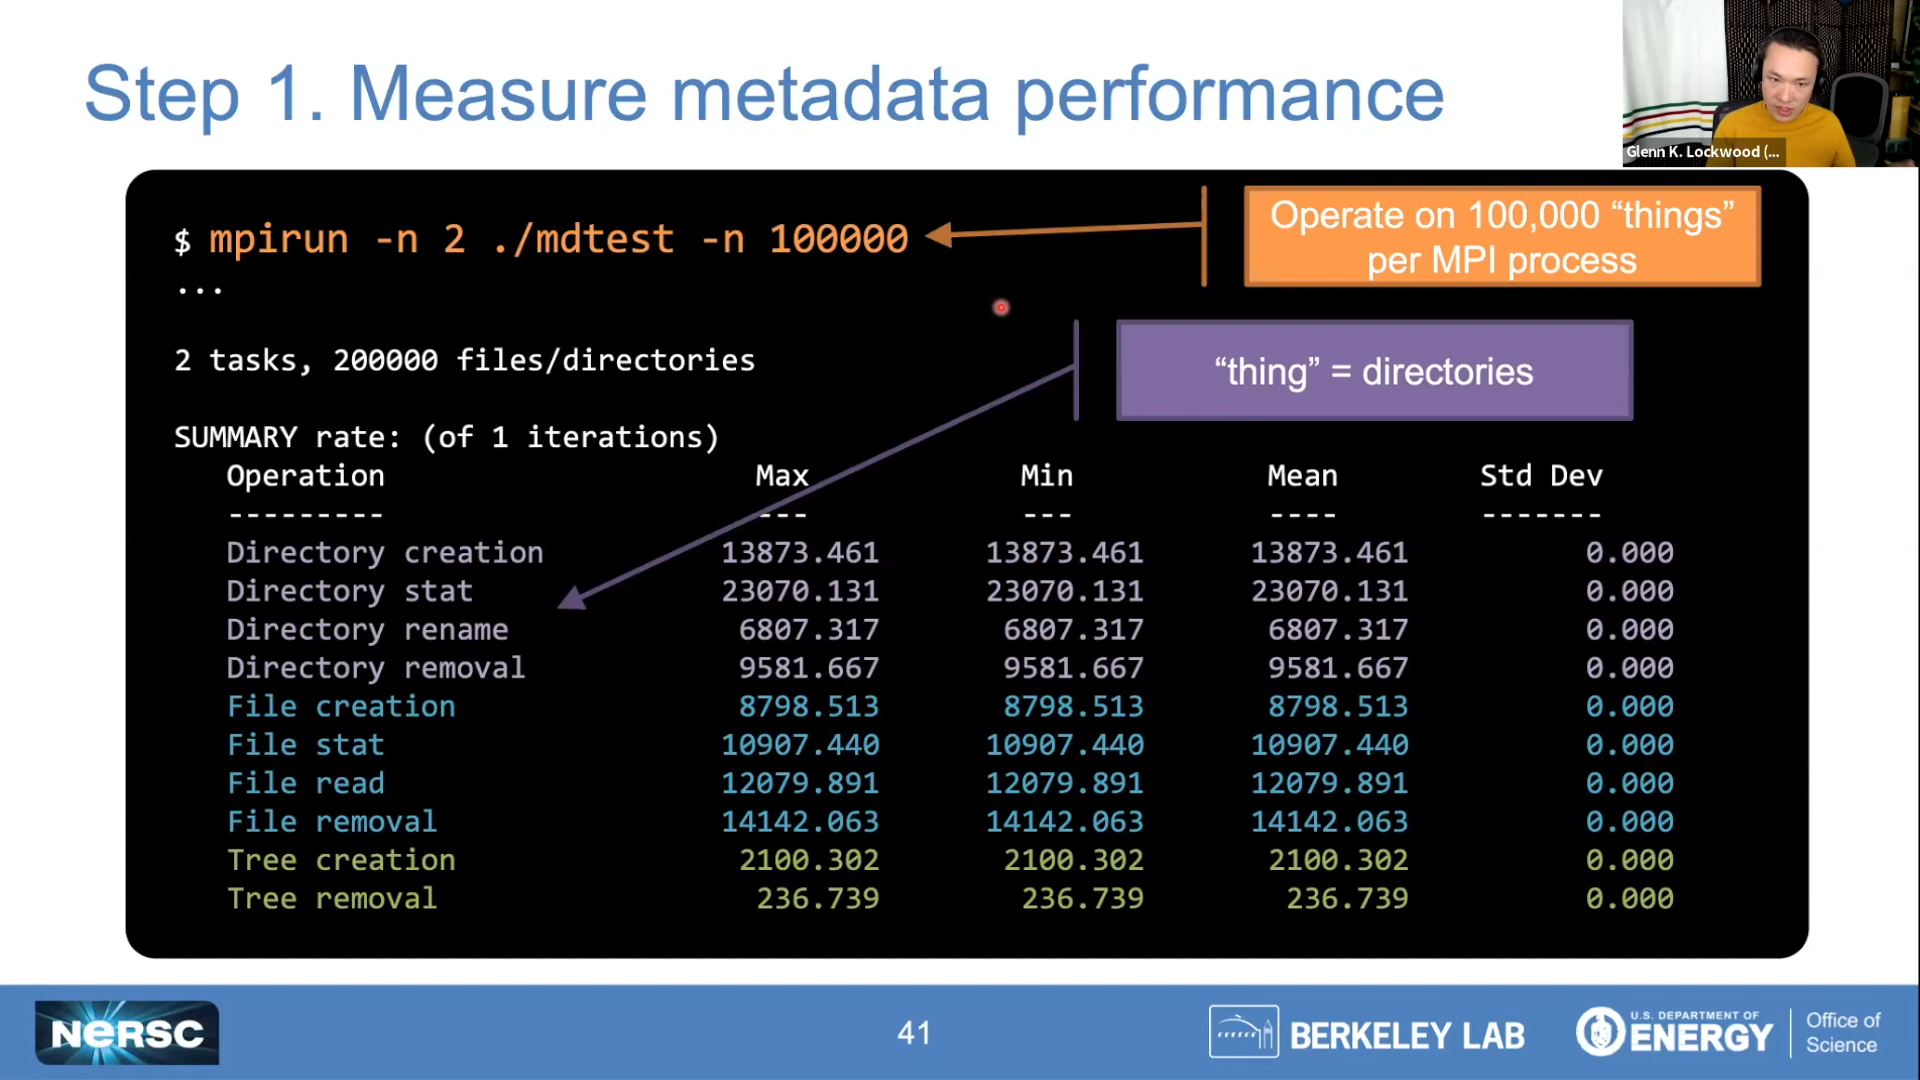 Step 1. Measure metadata performance
Glenn K. Lockwood (...
$ mpirun -n 2 ./mdtest -n 100000
...
Operate on 100,000 “things”
per MPI process
“thing” = directories
2 tasks, 200000 files/directories
SUMMARY rate: (of 1 iterations)
Operation Max Min Mean Std Dev
--------- --- --- ---- -------
Directory creation 13873.461 13873.461 13873.461 0.000
Directory stat 23070.131 23070.131 23070.131 0.000
Directory rename 6807.317 6807.317 6807.317 0.000
Directory removal 9581.667 9581.667 9581.667 0.000
File creation 8798.513 8798.513 8798.513 0.000
File stat 10907.440 10907.440 10907.440 0.000
File read 12079.891 12079.891 12079.891 0.000
File removal 14142.063 14142.063 14142.063 0.000
Tree creation 2100.302 2100.302 2100.302 0.000
Tree removal 236.739 236.739 236.739 0.000
NERSC
41
BERKELEY LAB
U.S. DEPARTMENT OF
ENERGY
Office of
Science